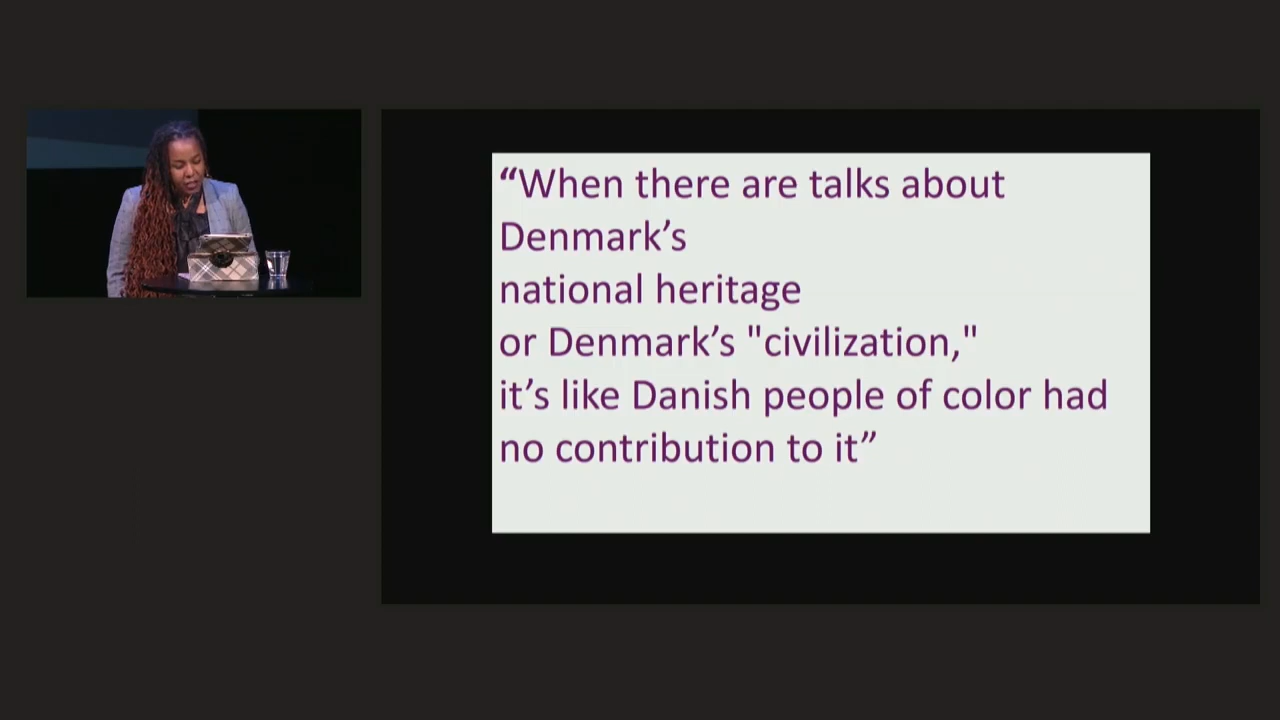 “When there are talks about
Denmark’s
national heritage
or Denmark’s "civilization,"
it’s like Danish people of color had
no contribution to it”